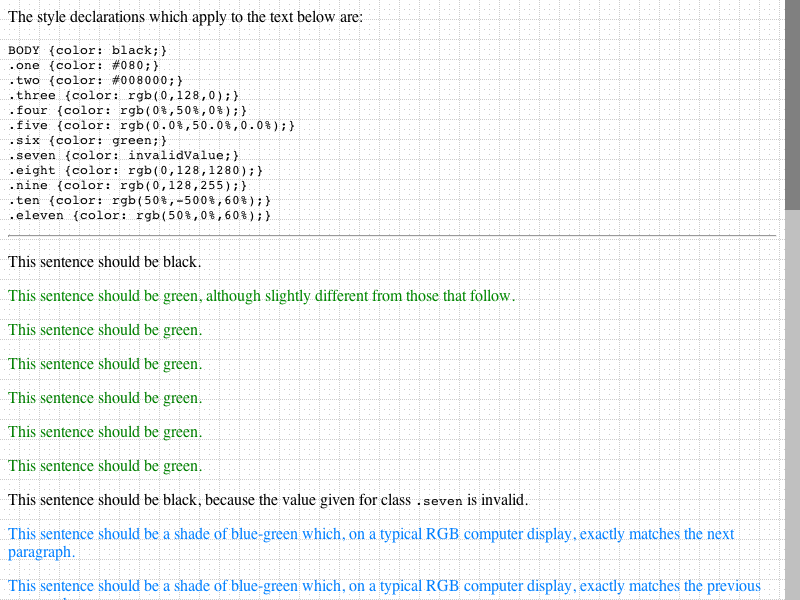 The style declarations which apply to the text below are:
BODY {color: black;}
.one {color: #080;}
.two {color: #008000;}
.three {color: rgb(0,128,0);}
.four {color: rgb(0%,50%,0%);}
.five {color: rgb(0.0%,50.0%,0.0%);}
.six {color: green;}
.seven {color: invalidValue;}
.eight {color: rgb(0,128,1280);}
.nine {color: rgb(0,128,255);}
.ten {color: rgb(50%,-500%,60%);}
.eleven {color: rgb(50%,0%,60%);}
This sentence should be black.
This sentence should be green, although slightly different from those that follow.
This sentence should be green.
This sentence should be green.
This sentence should be green.
This sentence should be green.
This sentence should be green.
This sentence should be black, because the value given for class .seven is invalid.
This sentence should be a shade of blue-green which, on a typical RGB computer display, exactly matches the next
paragraph.
This sentence should be a shade of blue-green which, on a typical RGB computer display, exactly matches the previous